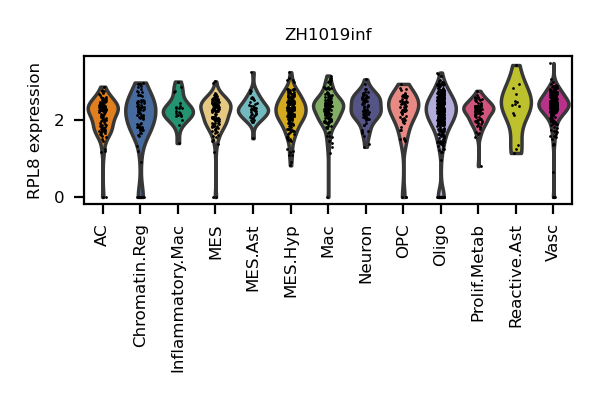 ZH1019inf
RPL8 expression
2
0
AC
Chromatin.Reg
Inflammatory.Mac
MES
MES.Ast
MES.Hyp
Mac
Neuron
OPC
Oligo
Prolif.Metab
Reactive.Ast
Vasc